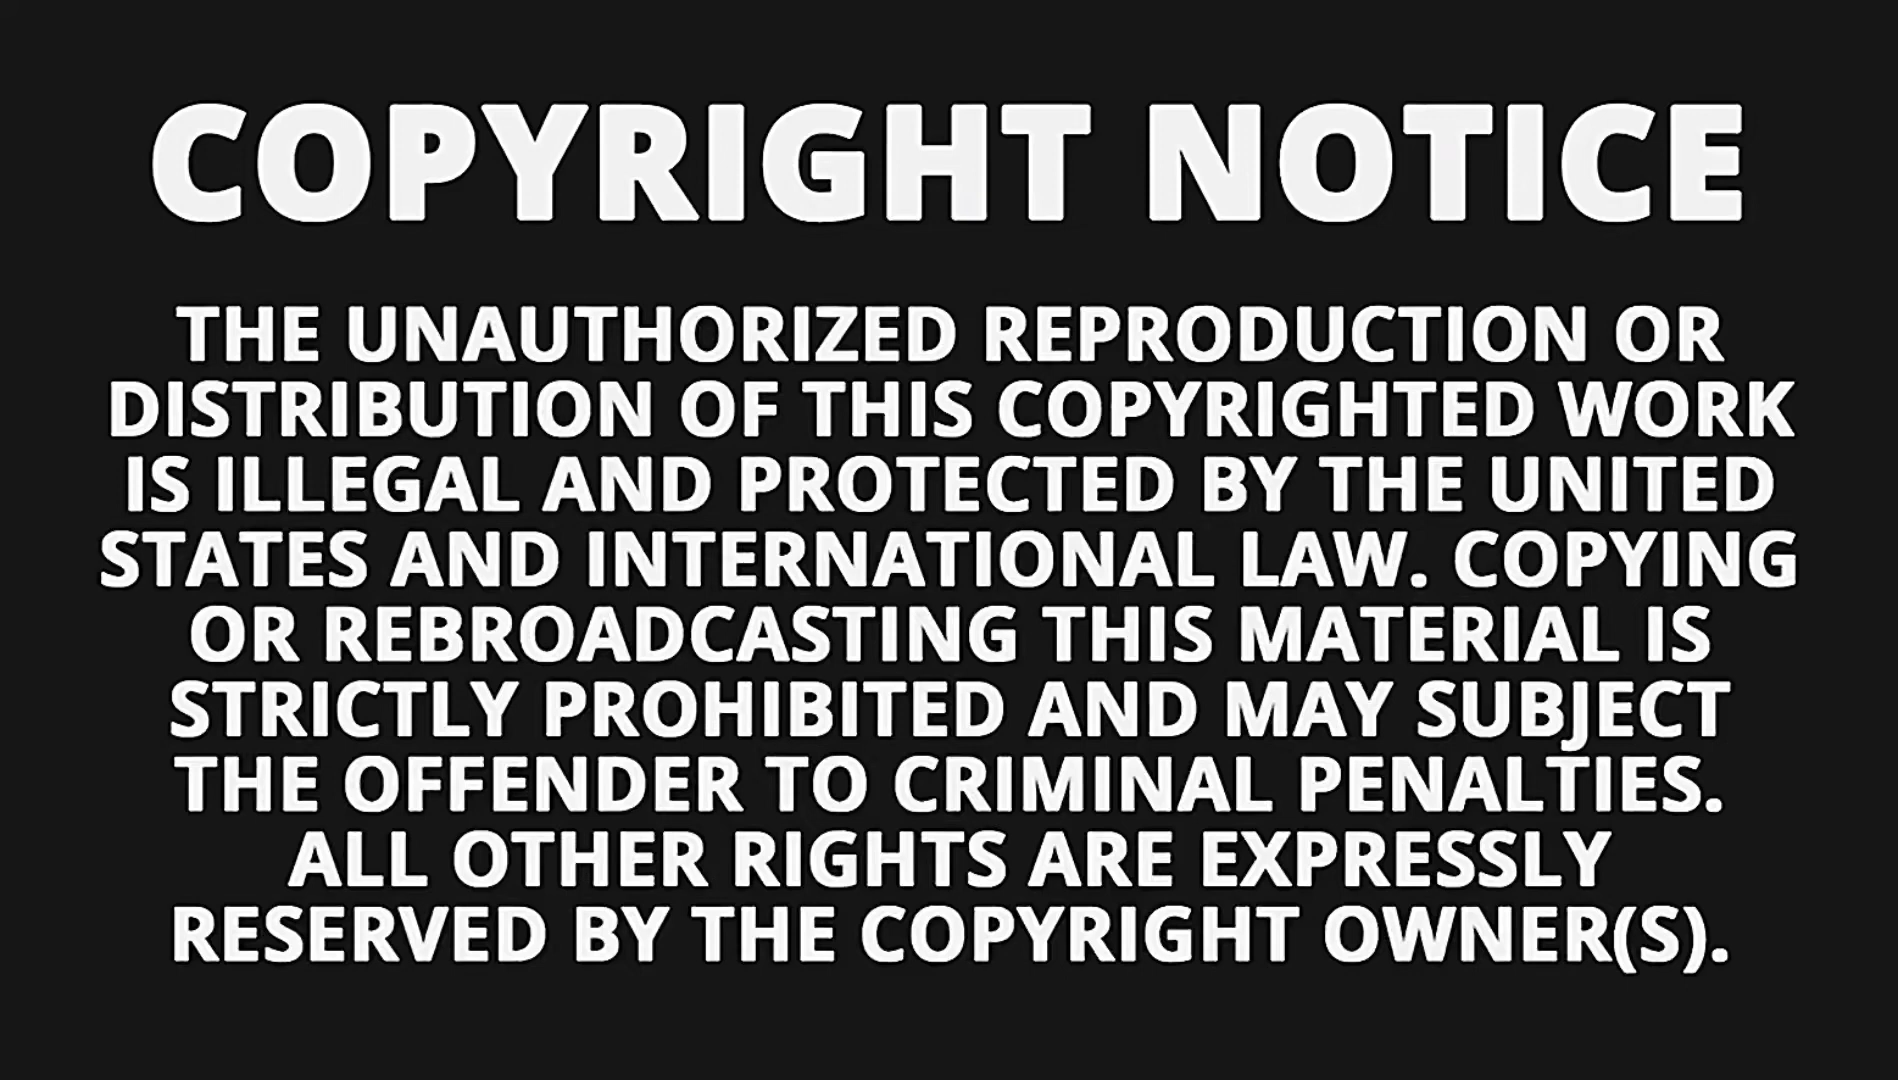 COPYRIGHT NOTICE
THE UNAUTHORIZED REPRODUCTION OR
DISTRIBUTION OF THIS COPYRIGHTED WORK
IS ILLEGAL AND PROTECTED BY THE UNITED
STATES AND INTERNATIONAL LAW. COPYING
OR REBROADCASTING THIS MATERIAL IS
STRICTLY PROHIBITED AND MAY SUBJECT
THE OFFENDER TO CRIMINAL PENALTIES.
ALL OTHER RIGHTS ARE EXPRESSLY
RESERVED BY THE COPYRIGHT OWNER(S).